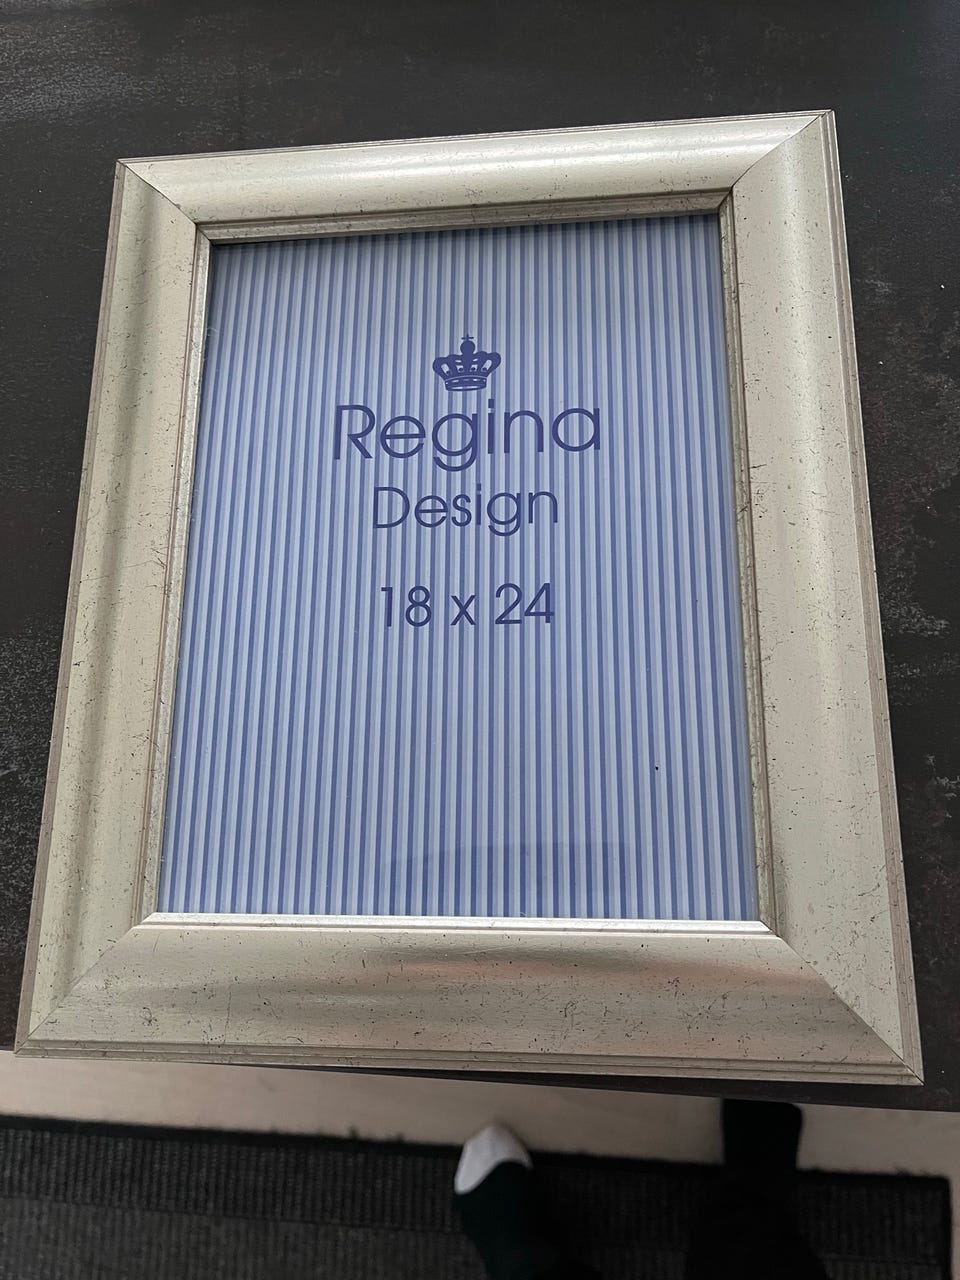 Regina
Design
18 x 24